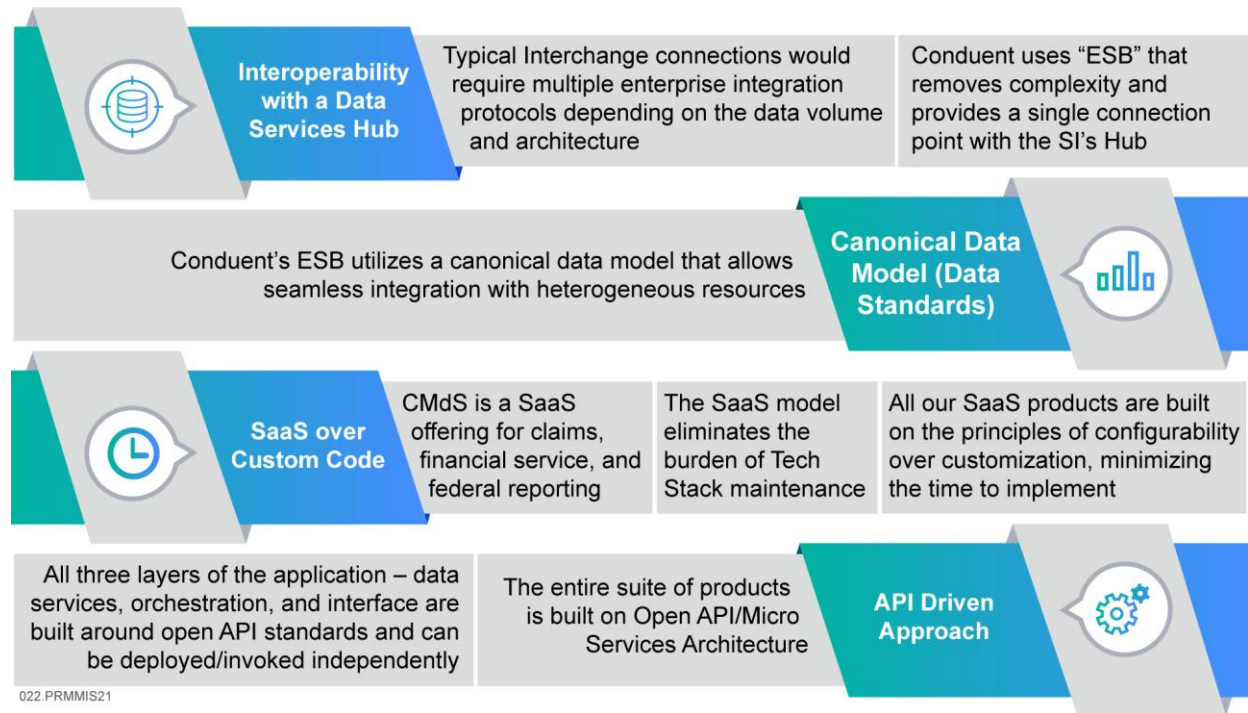 Interoperability
with a Data
Services Hub
Typical Interchange connections would
require multiple enterprise integration
protocols depending on the data volume
and architecture
Conduent uses “ESB” that
removes complexity and
provides a single connection
point with the SI’s Hub
Conduent’s ESB utilizes a canonical data model that allows
seamless integration with heterogeneous resources
Canonical Data
Model (Data
Standards)
SaaS over
Custom Code
CMdS is a SaaS
offering for claims,
financial service, and
federal reporting
The SaaS model
eliminates the
burden of Tech
Stack maintenance
All our SaaS products are built
on the principles of configurability
over customization, minimizing
the time to implement
All three layers of the application – data
services, orchestration, and interface are
built around open API standards and can
be deployed/invoked independently
The entire suite of products
is built on Open API/Micro
Services Architecture
API Driven
Approach
022.PRMMIS21